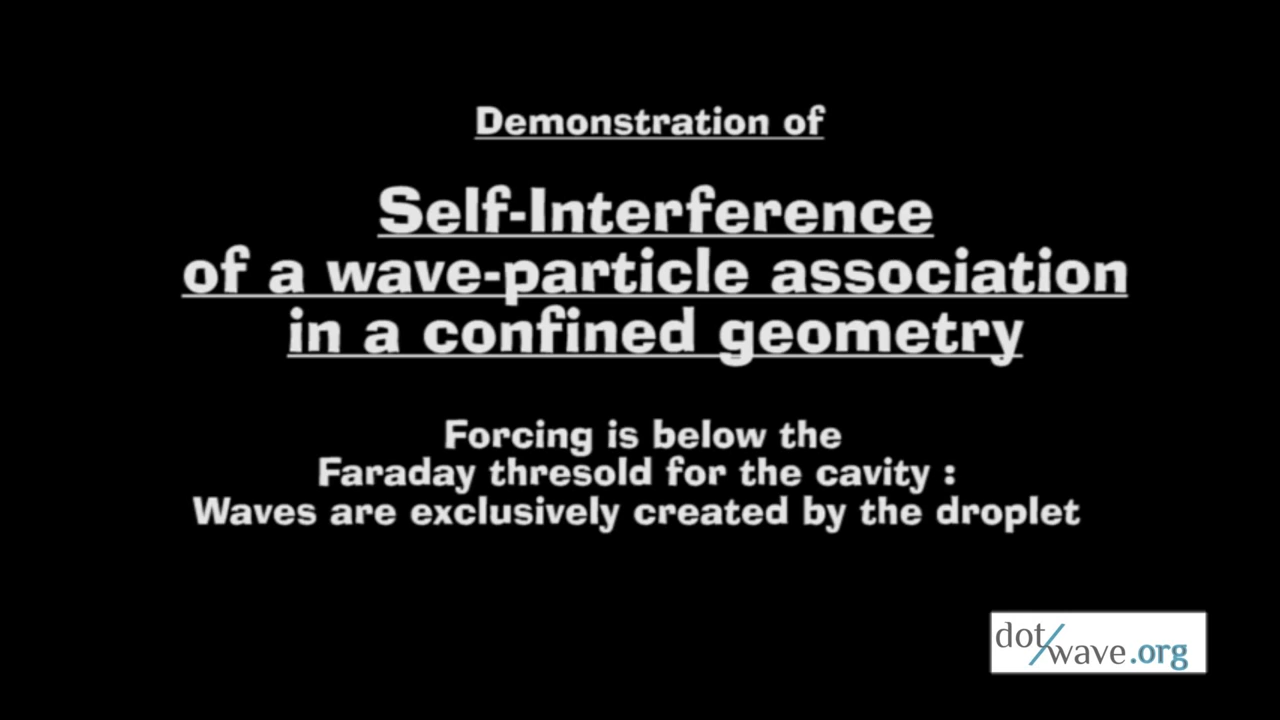 Demonstration of
Self-Interference
of a wave-particle association
in a confined geometry
Forcing is below the
Faraday thresold for the cavity :
Waves are exclusively created by the droplet
dot/wave.org